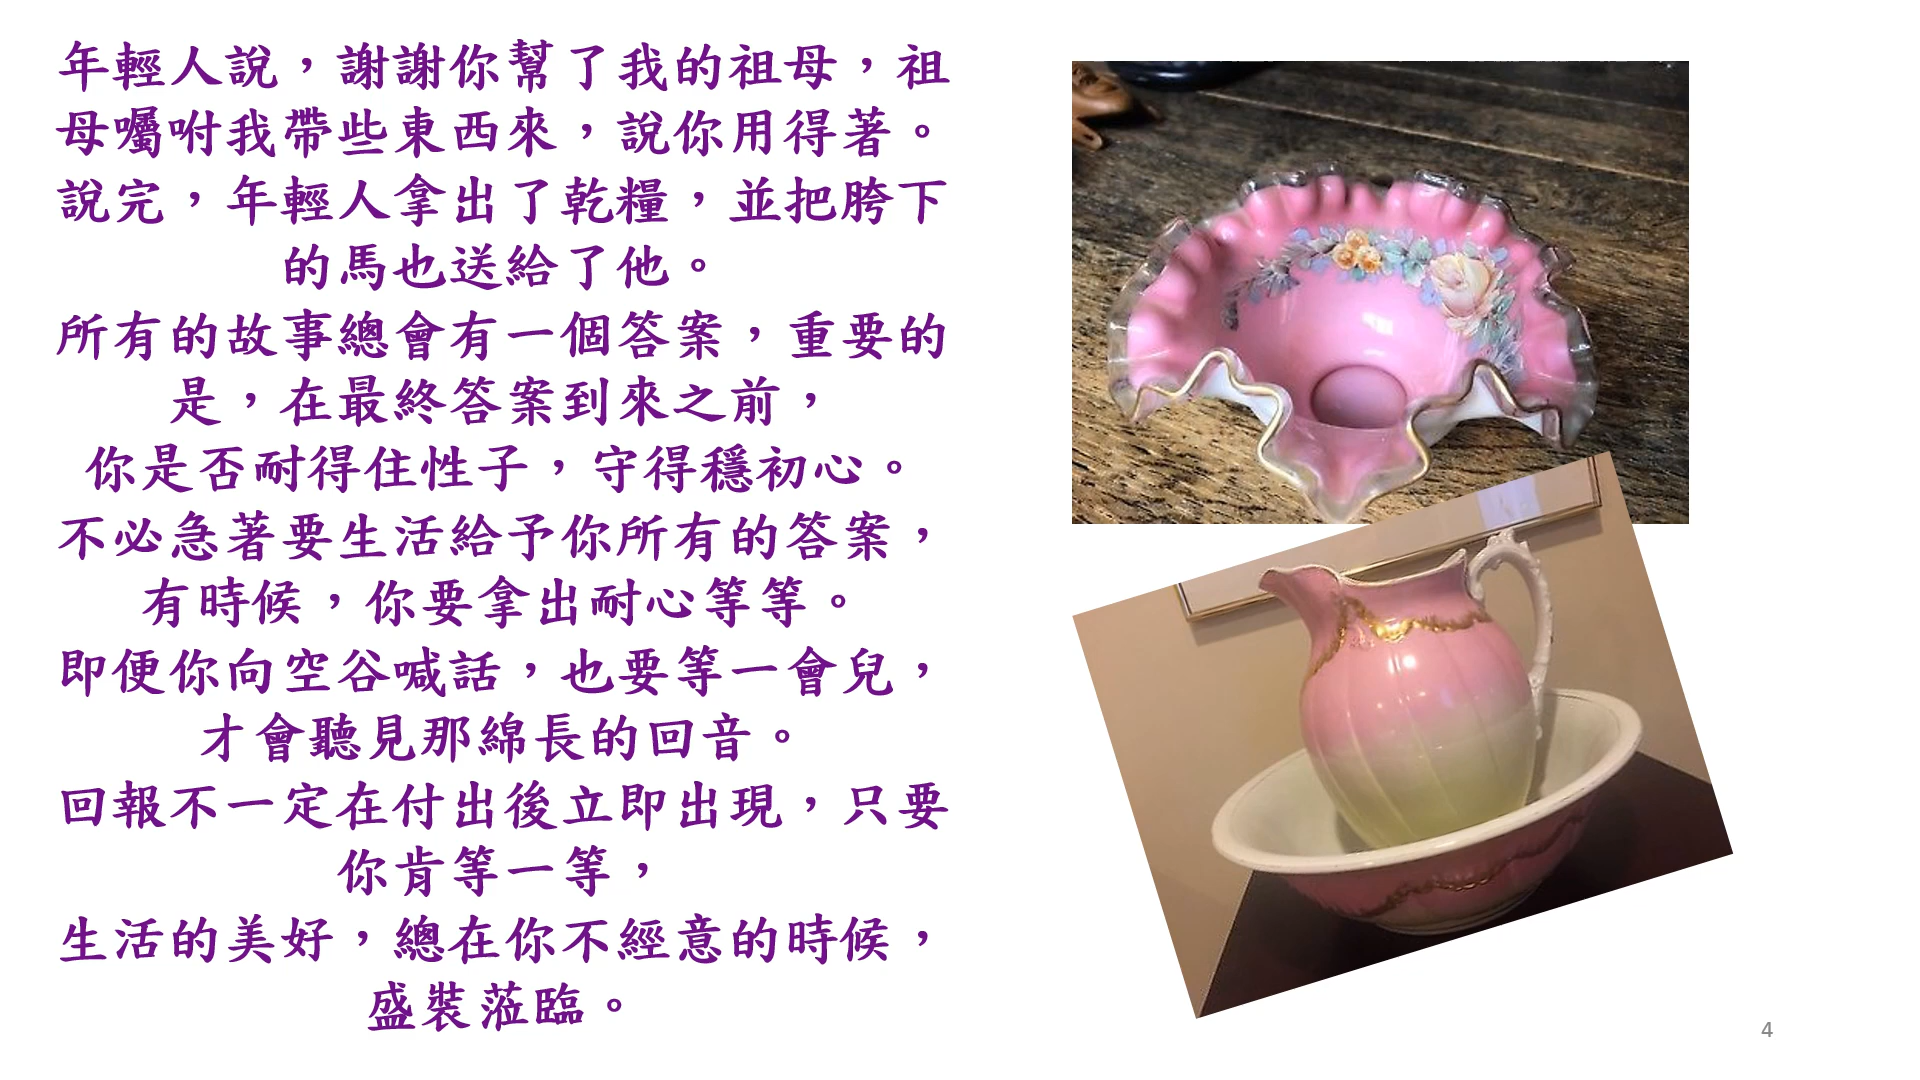 年輕人說，謝謝你幫了我的祖母，祖
母囑咐我帶些東西來，說你用得著。
說完，年輕人拿出了乾糧，並把胯下
的馬也送給了他。
所有的故事總會有一個答案，重要的
是，在最終答案到來之前，
你是否耐得住性子，守得穩初心。
不必急著要生活給予你所有的答案，
有時候，你要拿出耐心等等。
即便你向空谷喊話，也要等一會兒，
才會聽見那綿長的回音。
回報不一定在付出後立即出現，只要
你肯等一等，
生活的美好，總在你不經意的時候，
盛裝蒞臨。
4